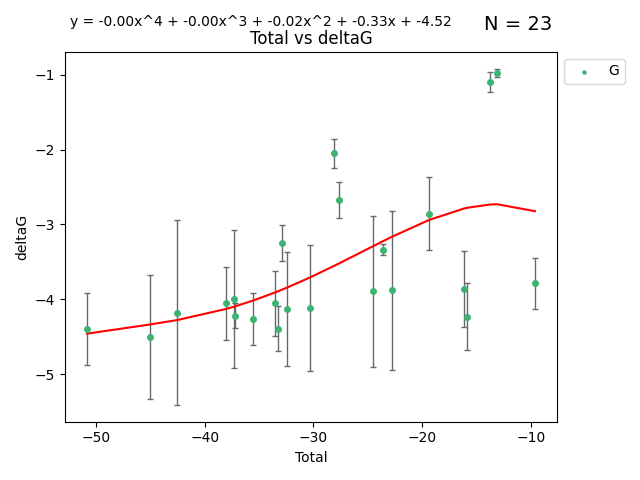 y = -0.00x^4 + -0.00x^3 + -0.02x^2 + -0.33x + -4.52
N = 23
Total vs deltaG
G
−1
−2
−3
−4
−5
deltaG
−50 −40 −30 −20 −10
Total